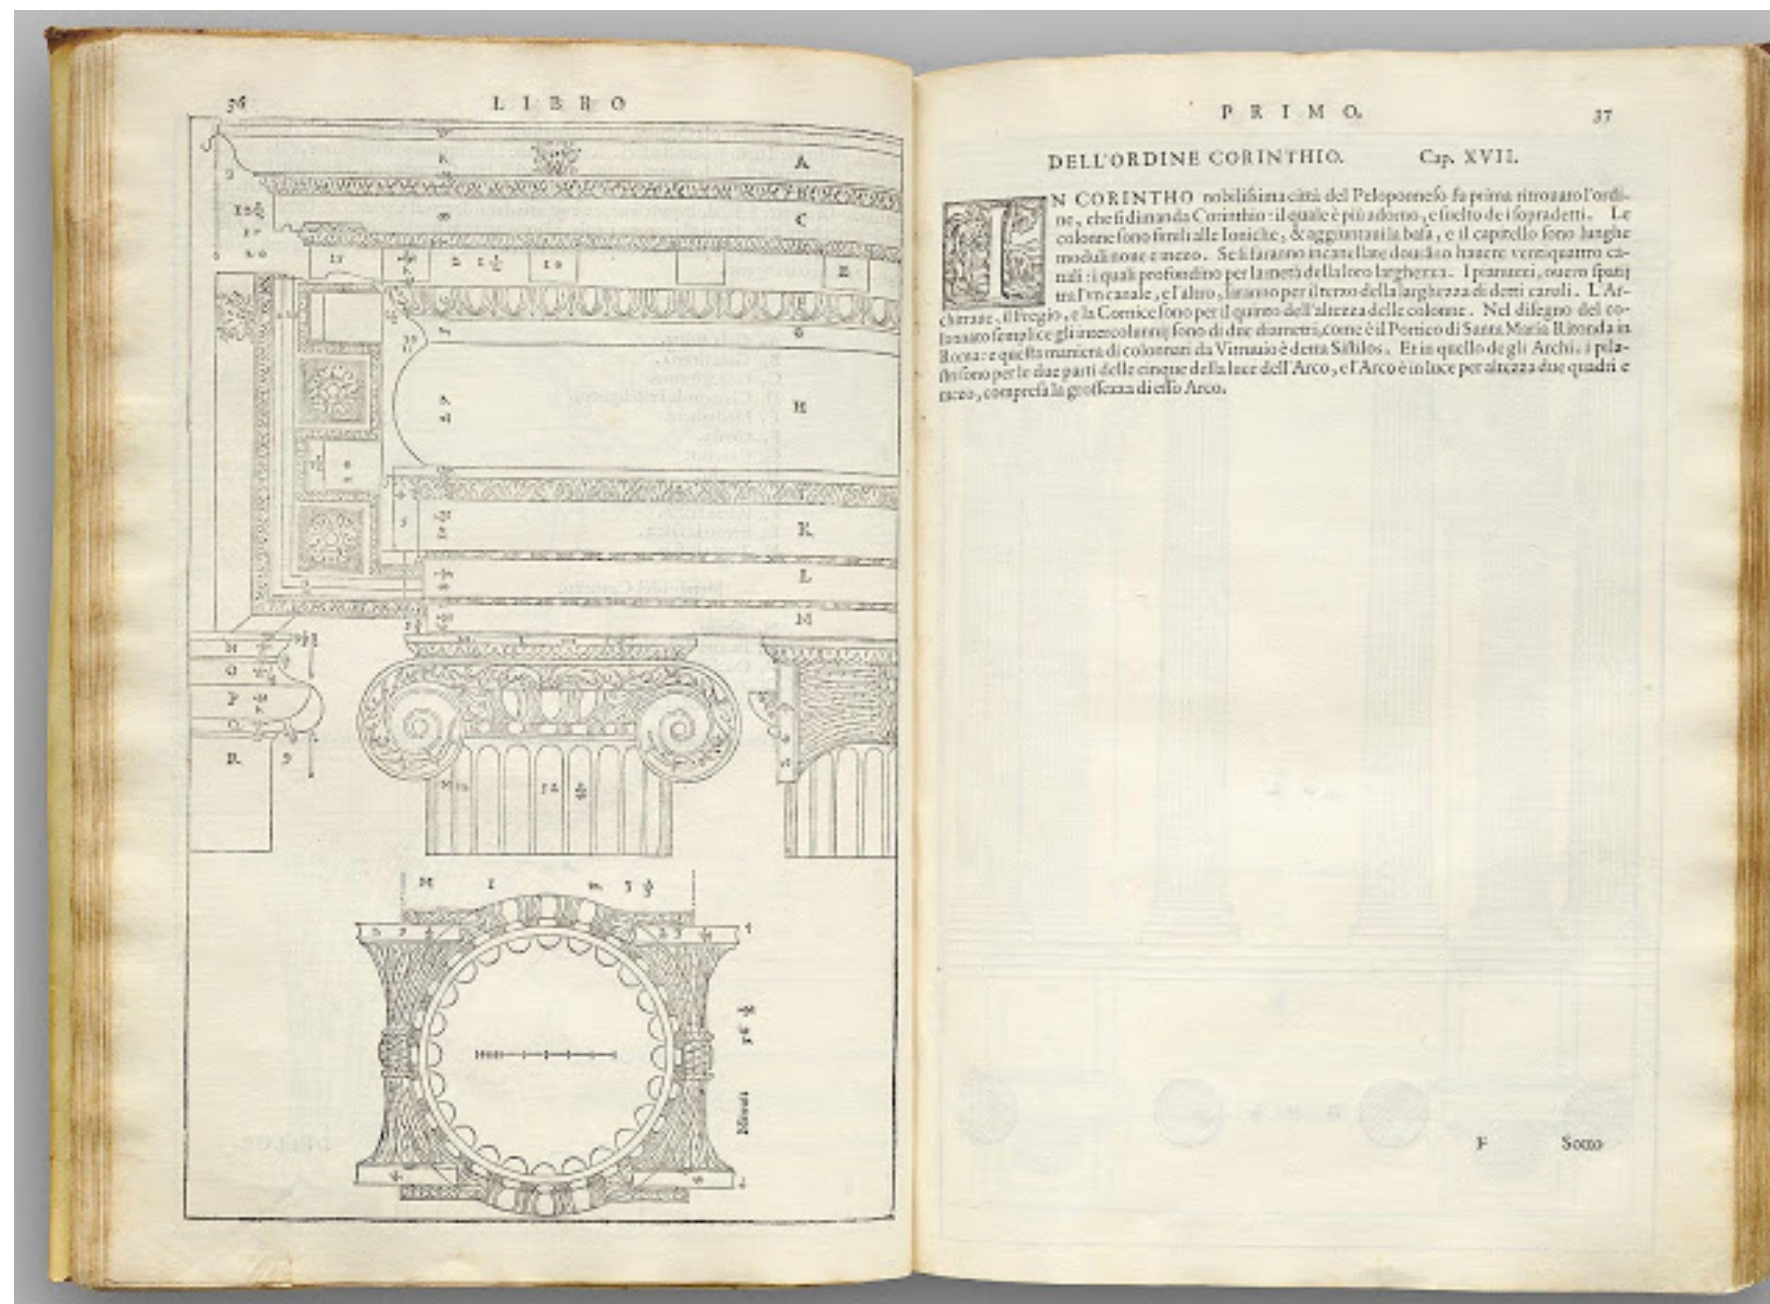 36
LIBRO
A
C
E
G
H
I
K
L
M
N
O
P
R
PRIMO.
37
DELL'ORDINE CORINTHIO. Cap. XVII.
IN CORINTHO nobilissima città del Peloponneso fu prima ritrouato l'ordi-
ne, che si dimanda Corinthio: il quale è più adorno, e suelto de i sopradetti. Le
colonne sono simili alle Ioniche, & aggiuntaui la basa, e il capitello sono lunghe
moduli noue e mezo. Se si faranno incanellare douranno hauere ventiquattro ca-
nali: i quali profondino per la metà della loro larghezza. I pianuzzi, ouero spatij
tra l'vn canale, e l'altro, saranno per il terzo della larghezza di detti canali. L'Ar-
chitraue, il Fregio, e la Cornice sono per il quinto dell'altezza delle colonne. Nel disegno del co-
lonnato semplice gli intercolunnij sono di due diametri, come è il Portico di Santa Maria Ritonda in
Roma: e questa maniera di colonnati da Vitruuio è detta Sistilos. Et in quello degli Archi, i pila-
stri sono per le due parti delle cinque della luce dell'Arco, e l'Arco è in luce per altezza due quadri e
mezo, compresa la grossezza di esso Arco.
F Sotto